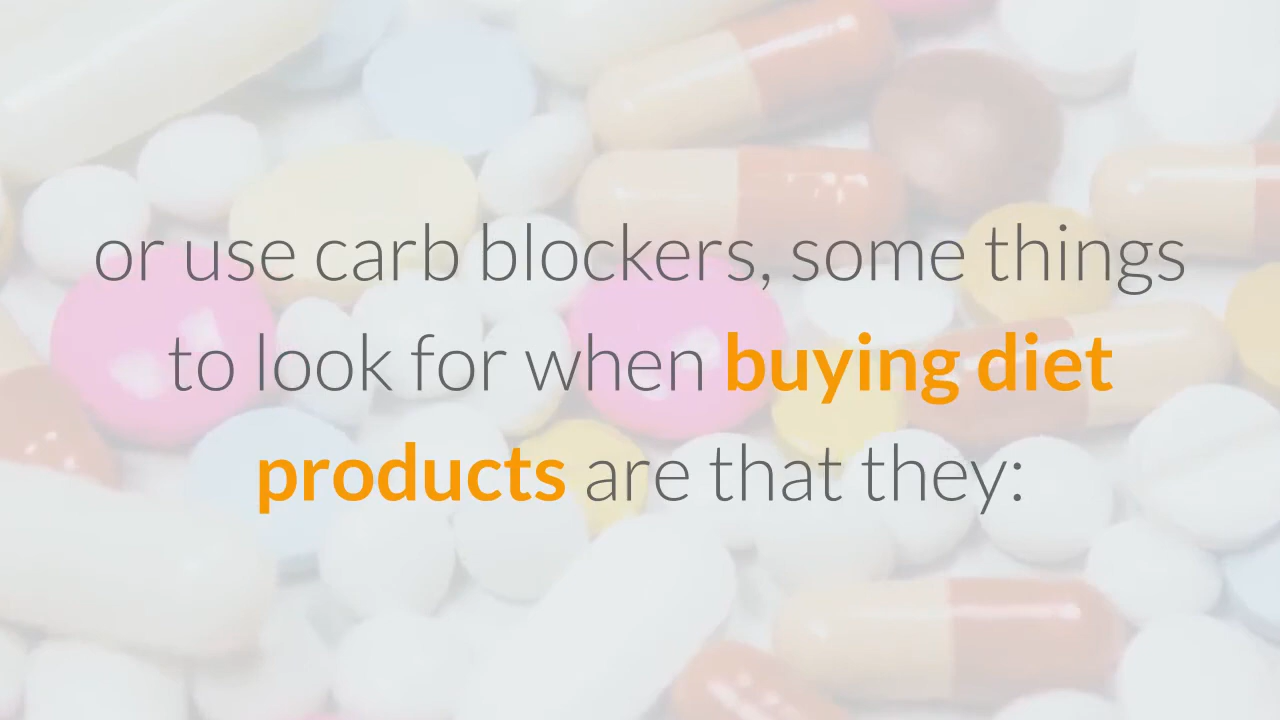 or use carb blockers, some things
to look for when buying diet
products are that they: